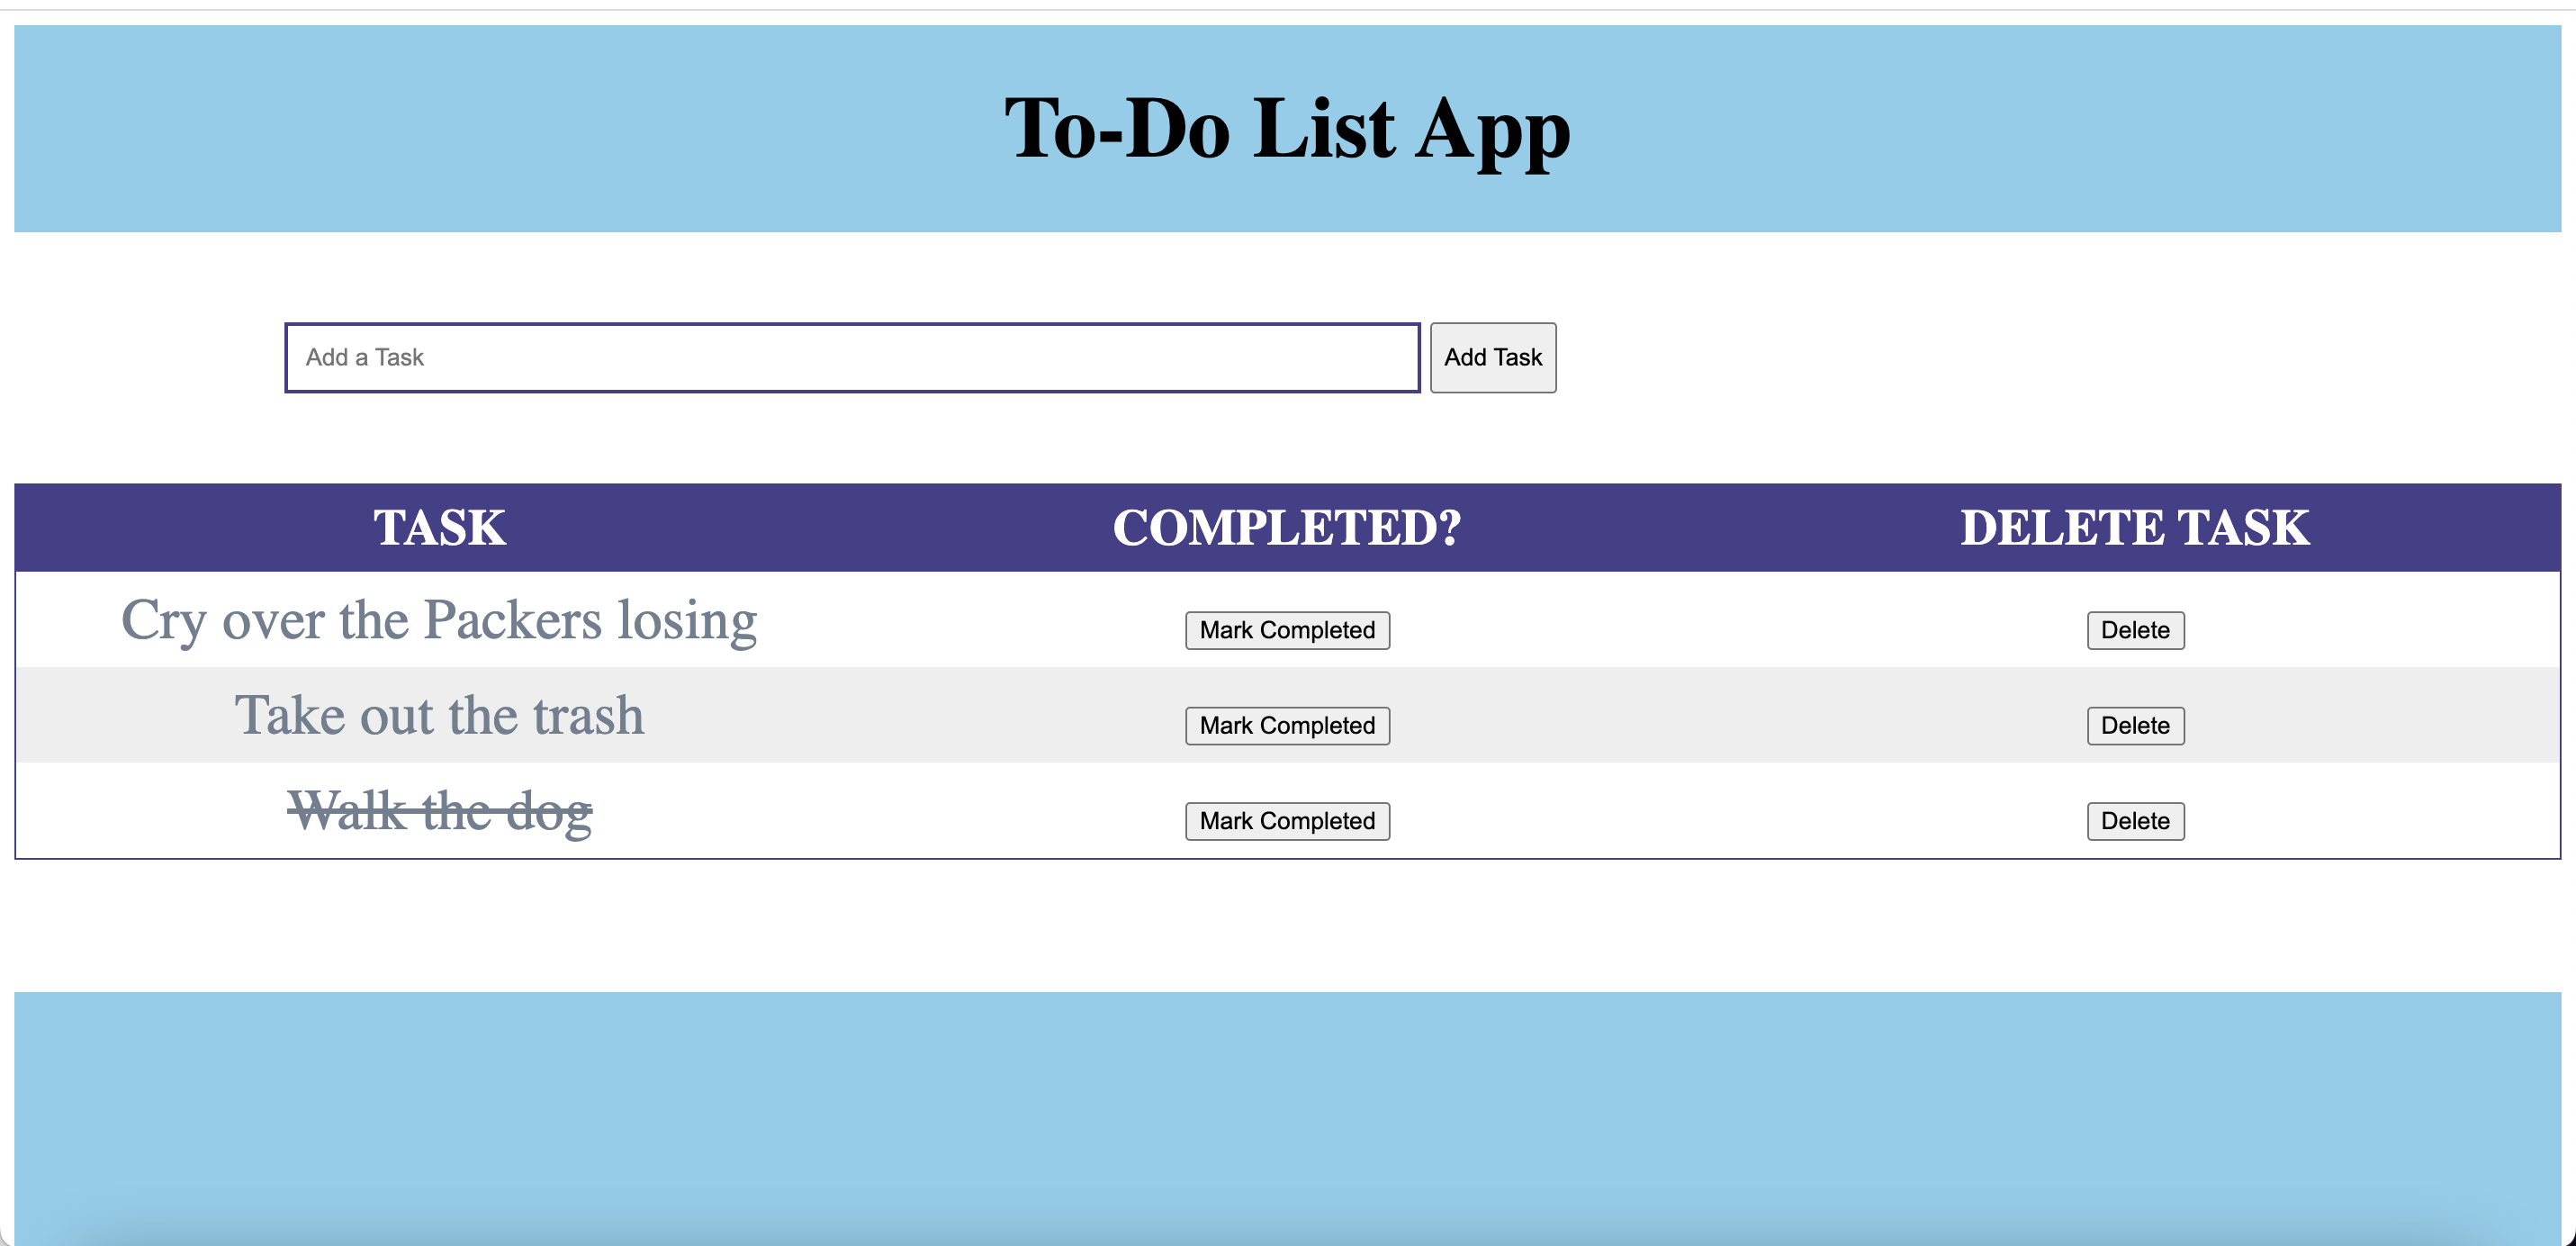 To-Do List App
Add a Task
Add Task
TASK COMPLETED? DELETE TASK
Cry over the Packers losing Mark Completed Delete
Take out the trash Mark Completed Delete
Walk the dog Mark Completed Delete